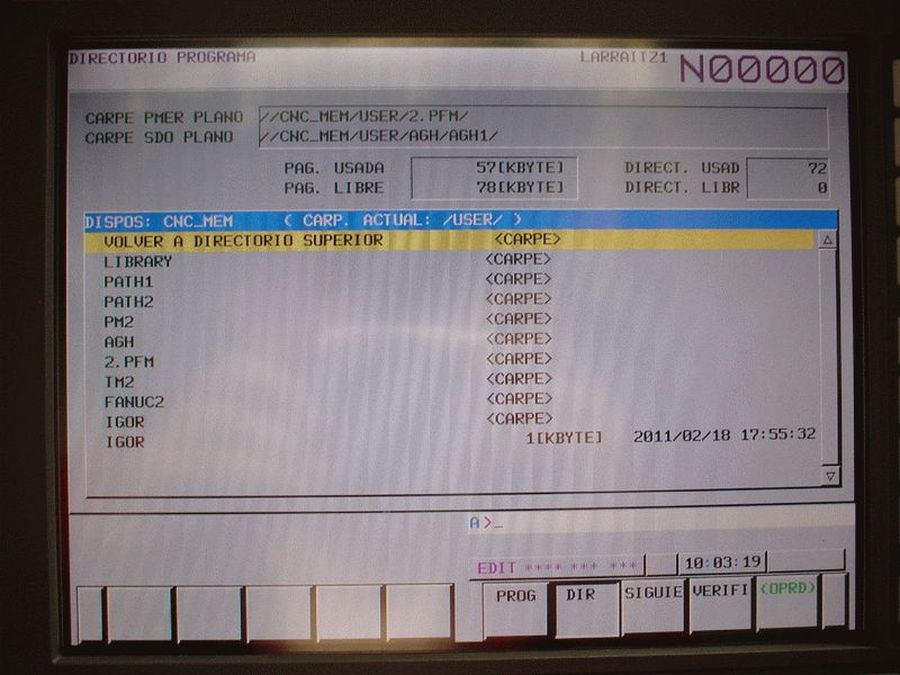 DIRECTORIO PROGRAMA LARRAITZ1 N00000
CARPE PMER PLANO //CNC_MEM/USER/2.PFM/
CARPE SDO PLANO //CNC_MEM/USER/AGH/AGH1/
PAG. USADA 57[KBYTE] DIRECT. USAD 72
PAG. LIBRE 78[KBYTE] DIRECT. LIBR 0
DISPOS: CNC_MEM ( CARP. ACTUAL: /USER/ )
VOLVER A DIRECTORIO SUPERIOR <CARPE>
LIBRARY <CARPE>
PATH1 <CARPE>
PATH2 <CARPE>
PM2 <CARPE>
AGH <CARPE>
2.PFM <CARPE>
TM2 <CARPE>
FANUC2 <CARPE>
IGOR <CARPE>
IGOR 1[KBYTE] 2011/02/18 17:55:32
A>_
EDIT **** *** *** 10:03:19
PROG DIR SIGUIE VERIFI (OPRD)